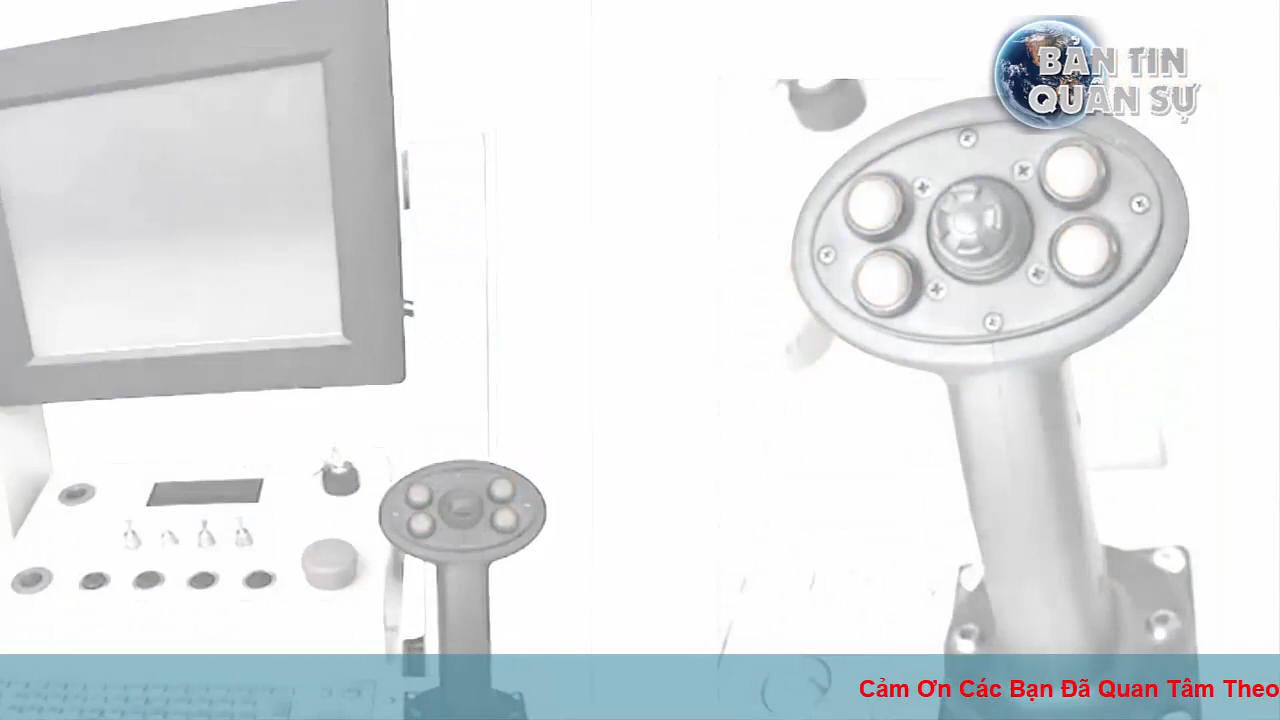 BẢN TIN
QUÂN SỰ
Cảm Ơn Các Bạn Đã Quan Tâm Theo